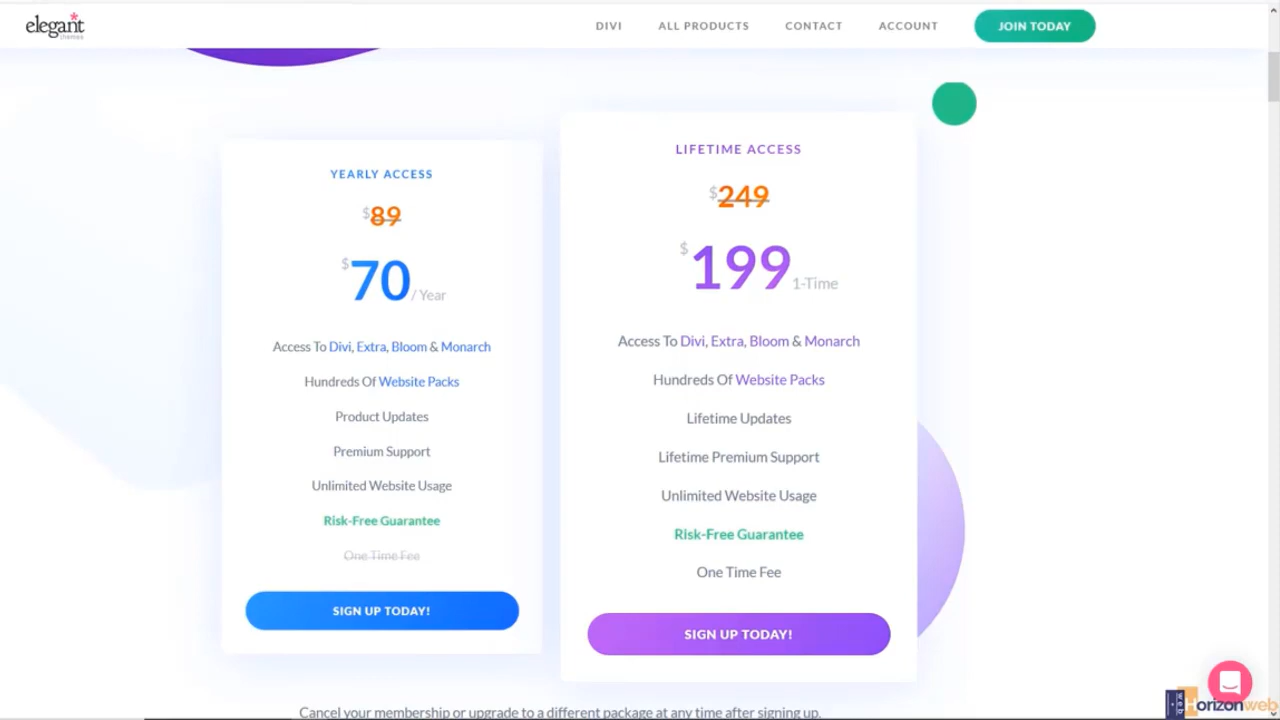 elegant
themes
DIVI
ALL PRODUCTS
CONTACT
ACCOUNT
JOIN TODAY
YEARLY ACCESS
$89
$70/ Year
Access To Divi, Extra, Bloom & Monarch
Hundreds Of Website Packs
Product Updates
Premium Support
Unlimited Website Usage
Risk-Free Guarantee
One Time Fee
SIGN UP TODAY!
LIFETIME ACCESS
$249
$199 1-Time
Access To Divi, Extra, Bloom & Monarch
Hundreds Of Website Packs
Lifetime Updates
Lifetime Premium Support
Unlimited Website Usage
Risk-Free Guarantee
One Time Fee
SIGN UP TODAY!
Cancel your membership or upgrade to a different package at any time after signing up.
web
Horizonweb